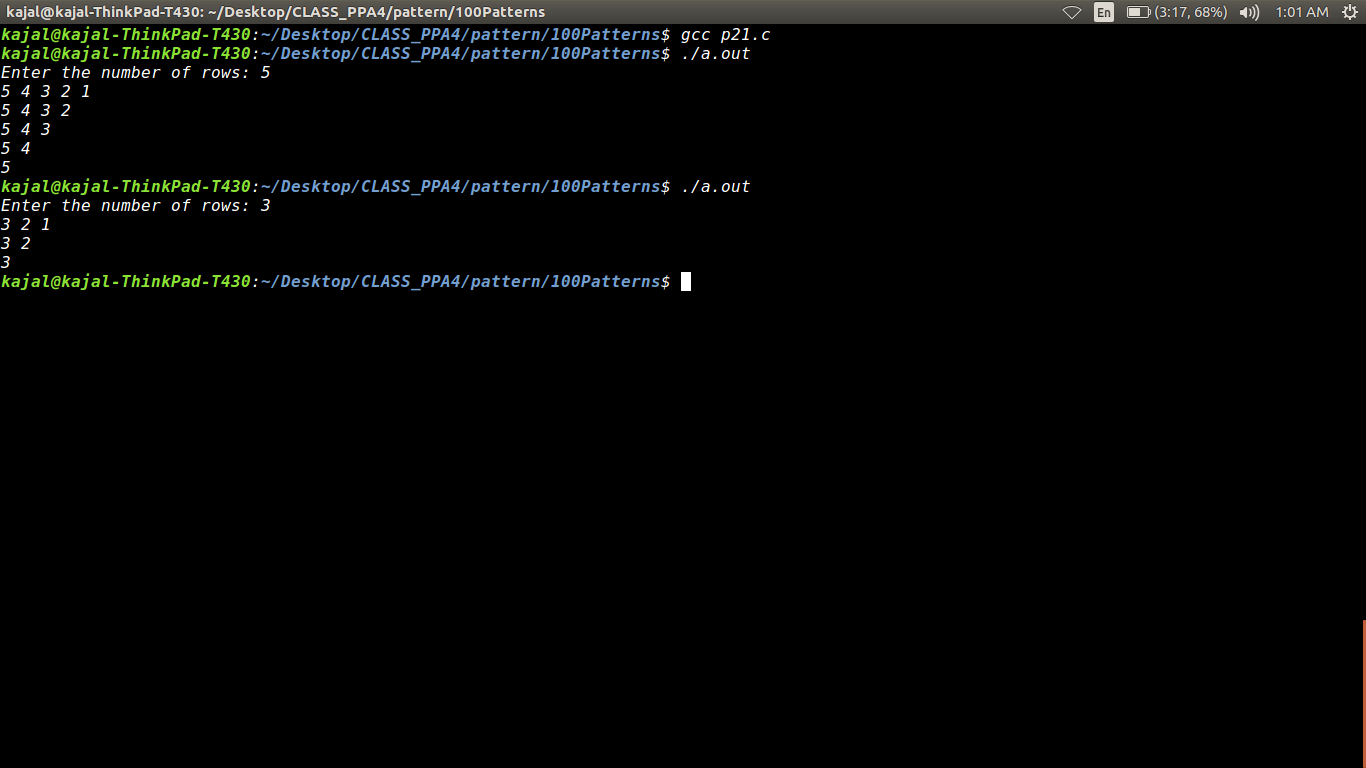 kajal@kajal-ThinkPad-T430: ~/Desktop/CLASS_PPA4/pattern/100Patterns En (3:17, 68%) 1:01 AM
kajal@kajal-ThinkPad-T430:~/Desktop/CLASS_PPA4/pattern/100Patterns$ gcc p21.c
kajal@kajal-ThinkPad-T430:~/Desktop/CLASS_PPA4/pattern/100Patterns$ ./a.out
Enter the number of rows: 5
5 4 3 2 1
5 4 3 2
5 4 3
5 4
5
kajal@kajal-ThinkPad-T430:~/Desktop/CLASS_PPA4/pattern/100Patterns$ ./a.out
Enter the number of rows: 3
3 2 1
3 2
3
kajal@kajal-ThinkPad-T430:~/Desktop/CLASS_PPA4/pattern/100Patterns$